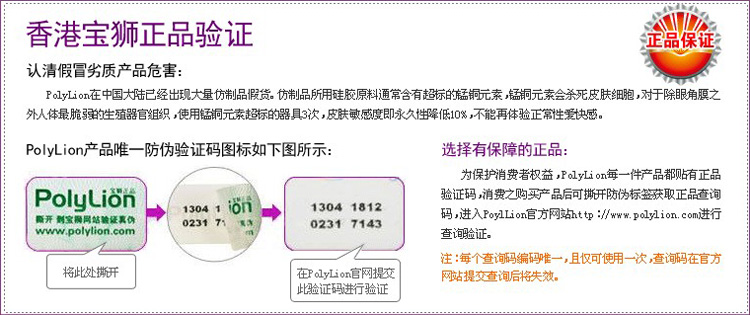 香港宝狮正品验证
正品保证
认清假冒劣质产品危害:
PolyLion在中国大陆已经出现大量仿制品假货。仿制品所用硅胶原料通常含有超标的锰铜元素,锰铜元素会杀死皮肤细胞,对于除眼角膜之
外人体最脆弱的生殖器官组织,使用锰铜元素超标的器具3次,皮肤敏感度即永久性降低10%,不能再体验正常性爱快感。
PolyLion产品唯一防伪验证码图标如下图所示:
宝狮正品
PolyLion
撕开 到宝狮网站验真伪
www.polylion.com
将此处撕开
1304 1
0231 7
1304 1812
0231 7143
在PolyLion官网提交
此验证码进行验证
选择有保障的正品:
为保护消费者权益,PolyLion每一件产品都贴有正品
验证码,消费之购买产品后可撕开防伪标签获取正品查询
码,进入PoylLion官方网站http://www.polylion.com进行
查询验证。
注:每个查询码编码唯一,且仅可使用一次,查询码在官方
网站提交查询后将失效。